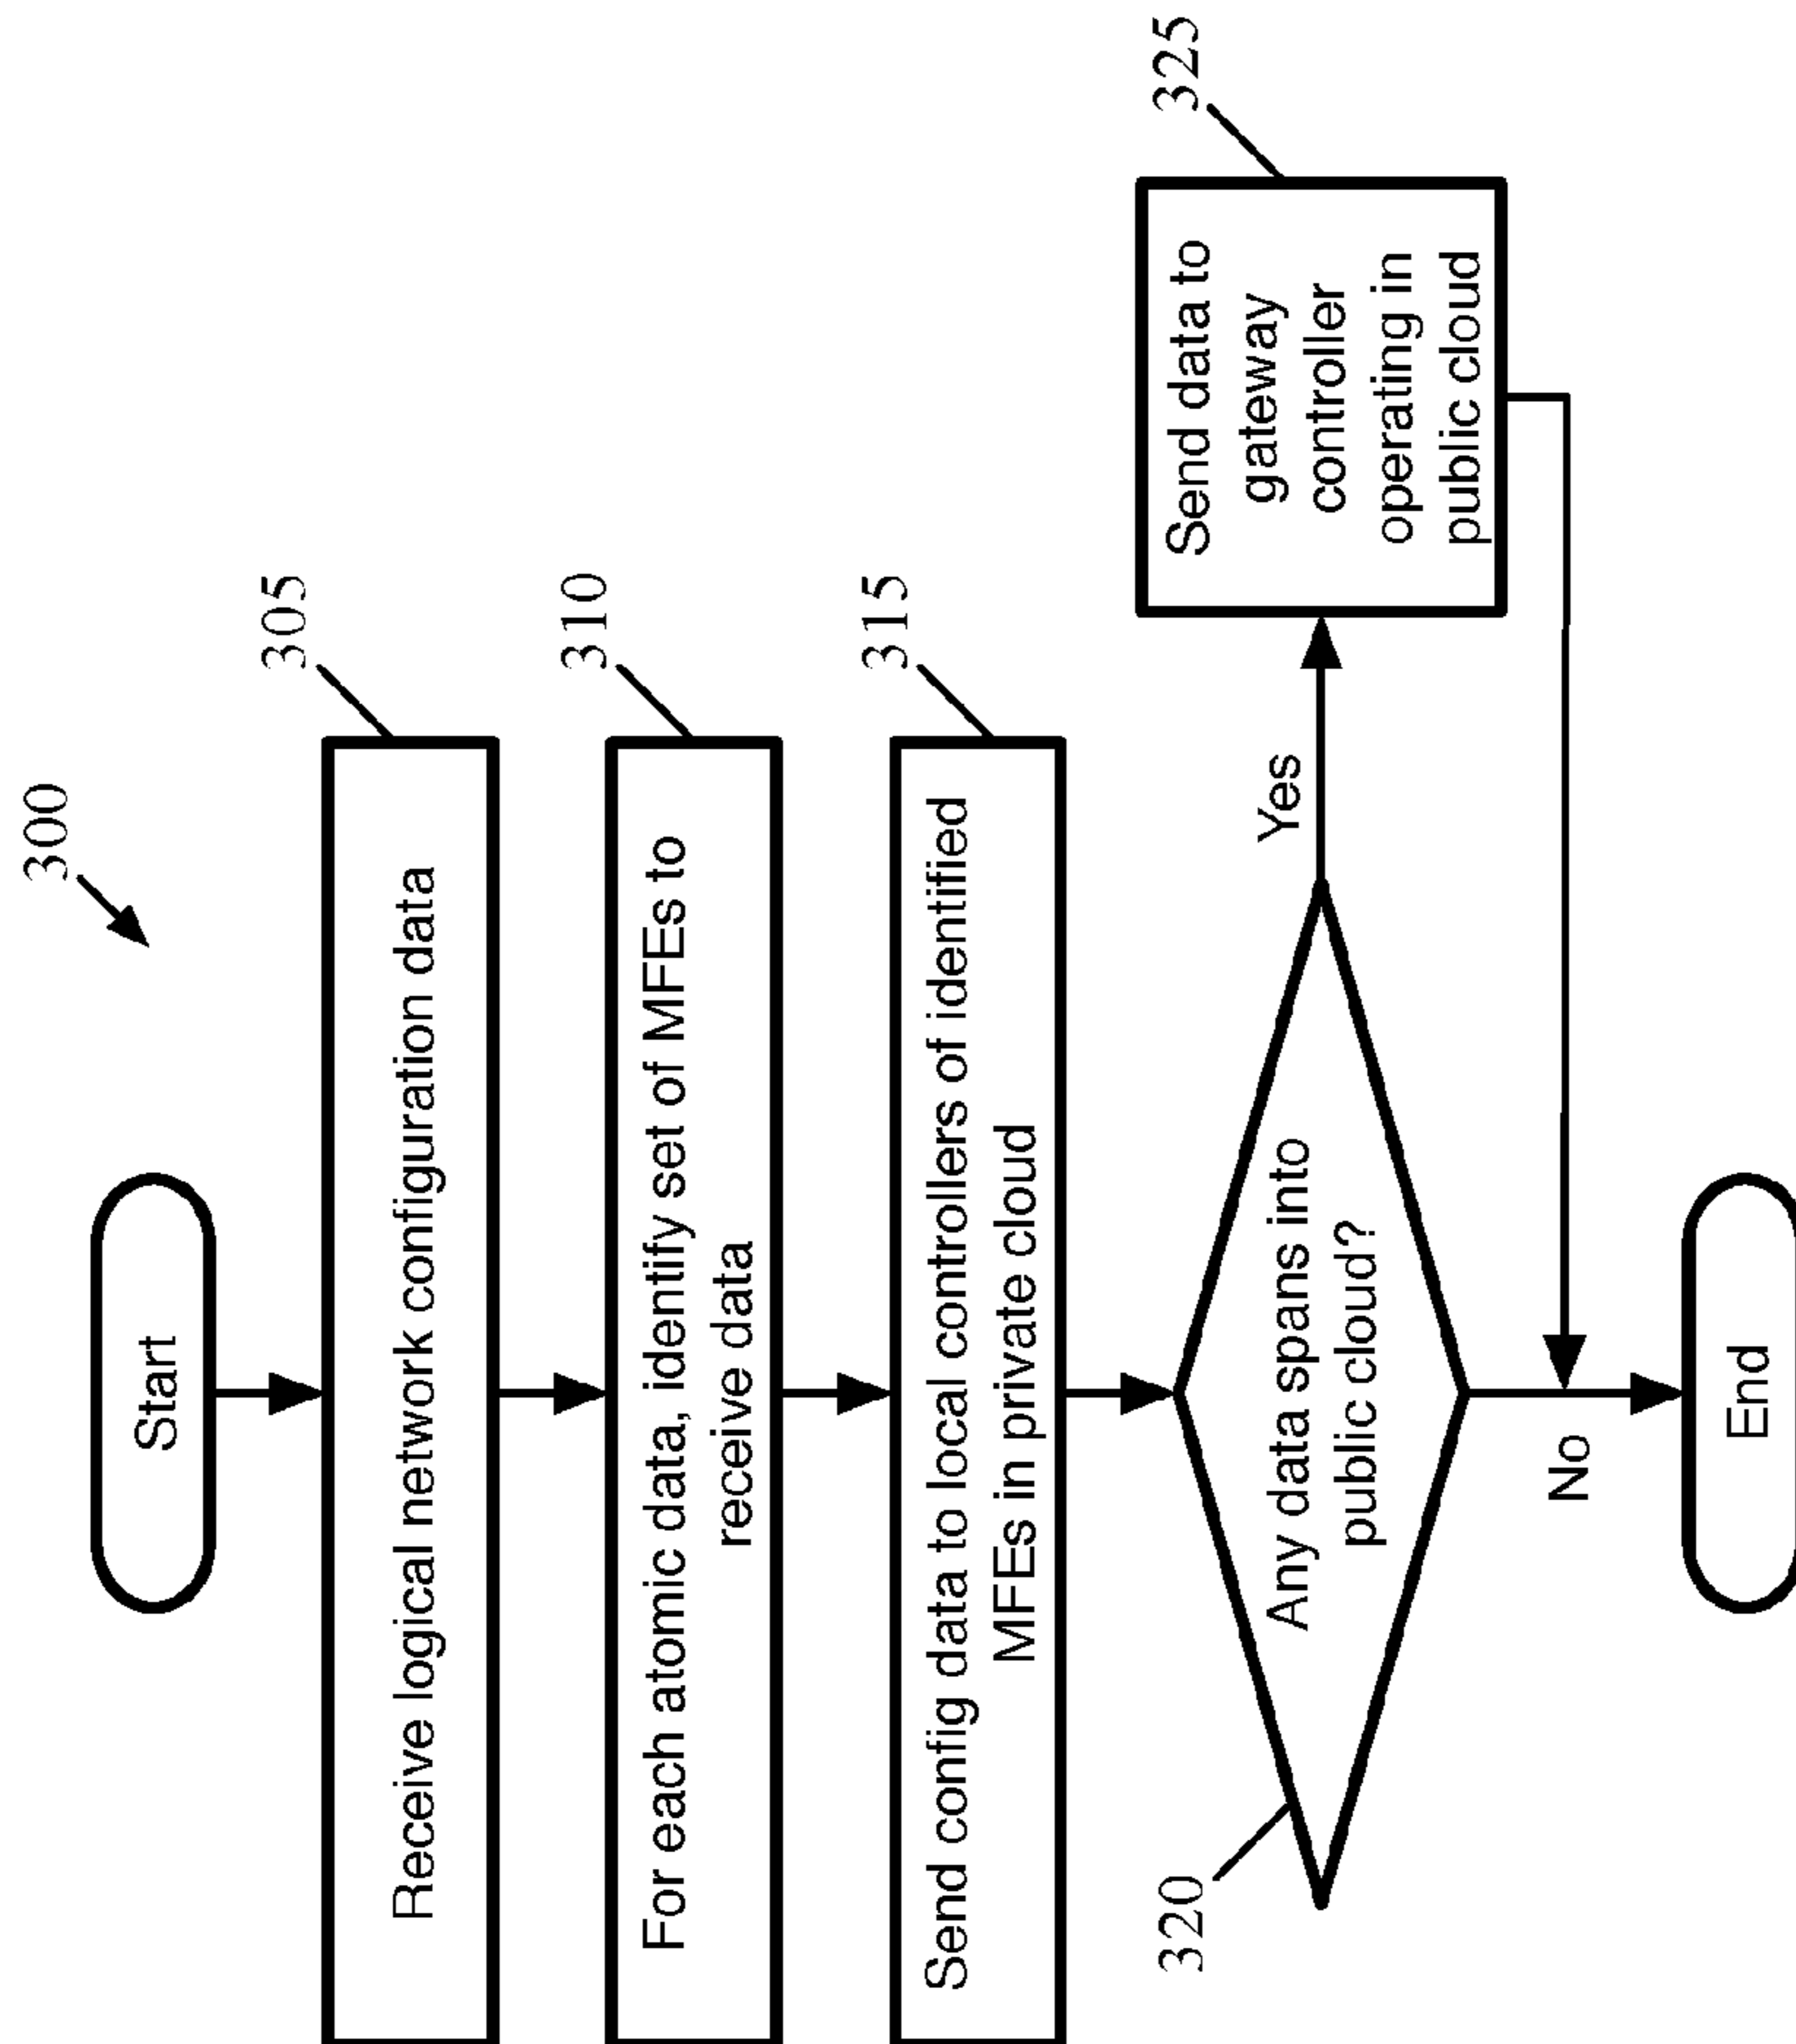 300
Start
305
Receive logical network configuration data
310
For each atomic data, identify set of MFEs to
receive data
315
Send config data to local controllers of identified
MFEs in private cloud
320
Any data spans into
public cloud?
Yes
325
Send data to
gateway
controller
operating in
public cloud
No
End